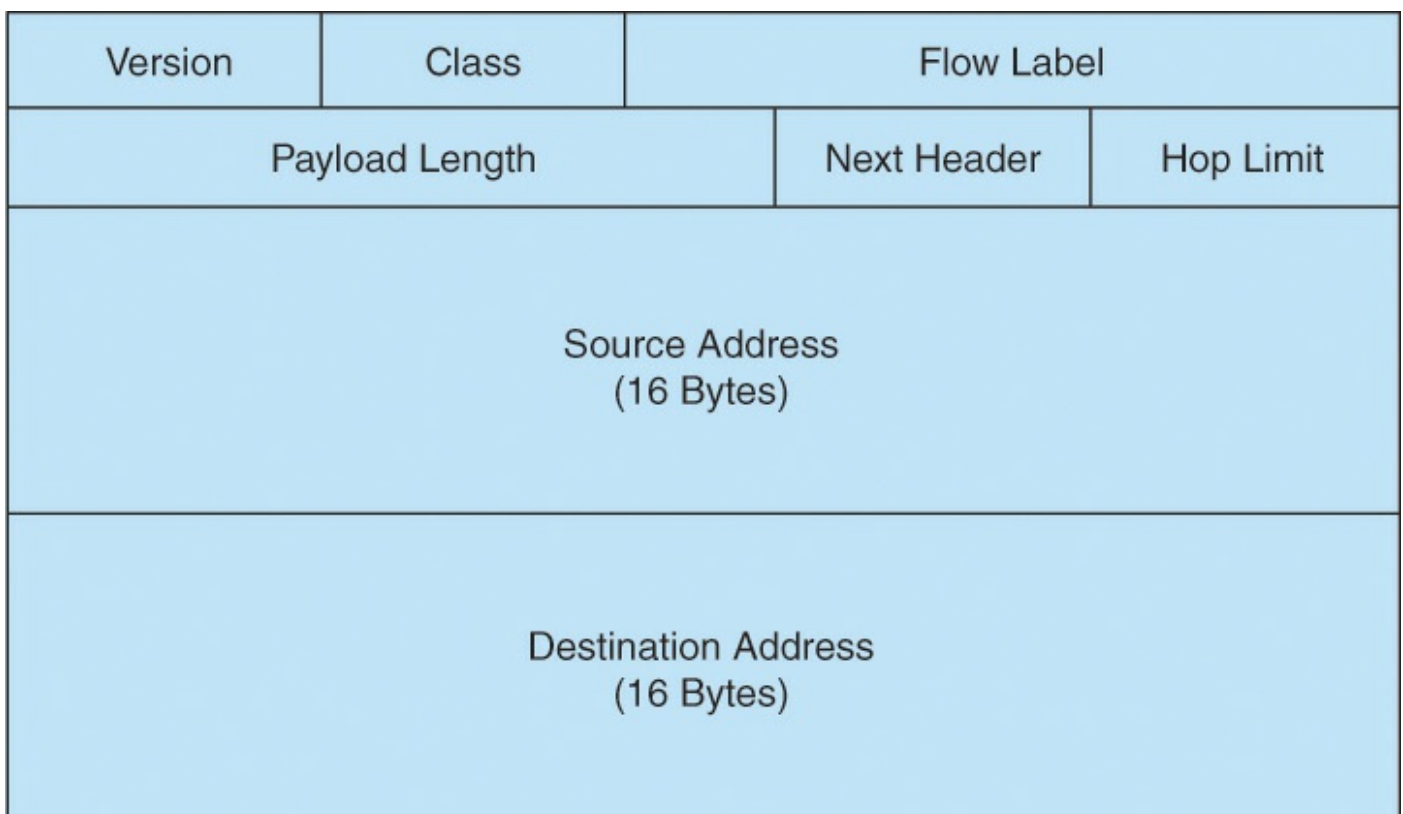 Version Class Flow Label
Payload Length Next Header Hop Limit
Source Address
(16 Bytes)
Destination Address
(16 Bytes)